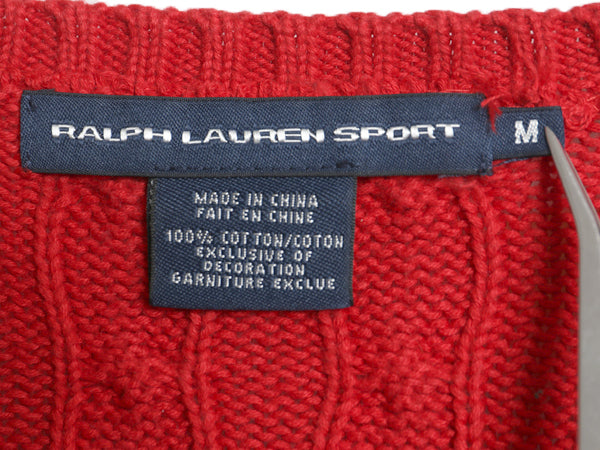 RALPH LAUREN SPORT
M
MADE IN CHINA
FAIT EN CHINE
100% COTTON/COTON
EXCLUSIVE OF
DECORATION
GARNITURE EXCLUE